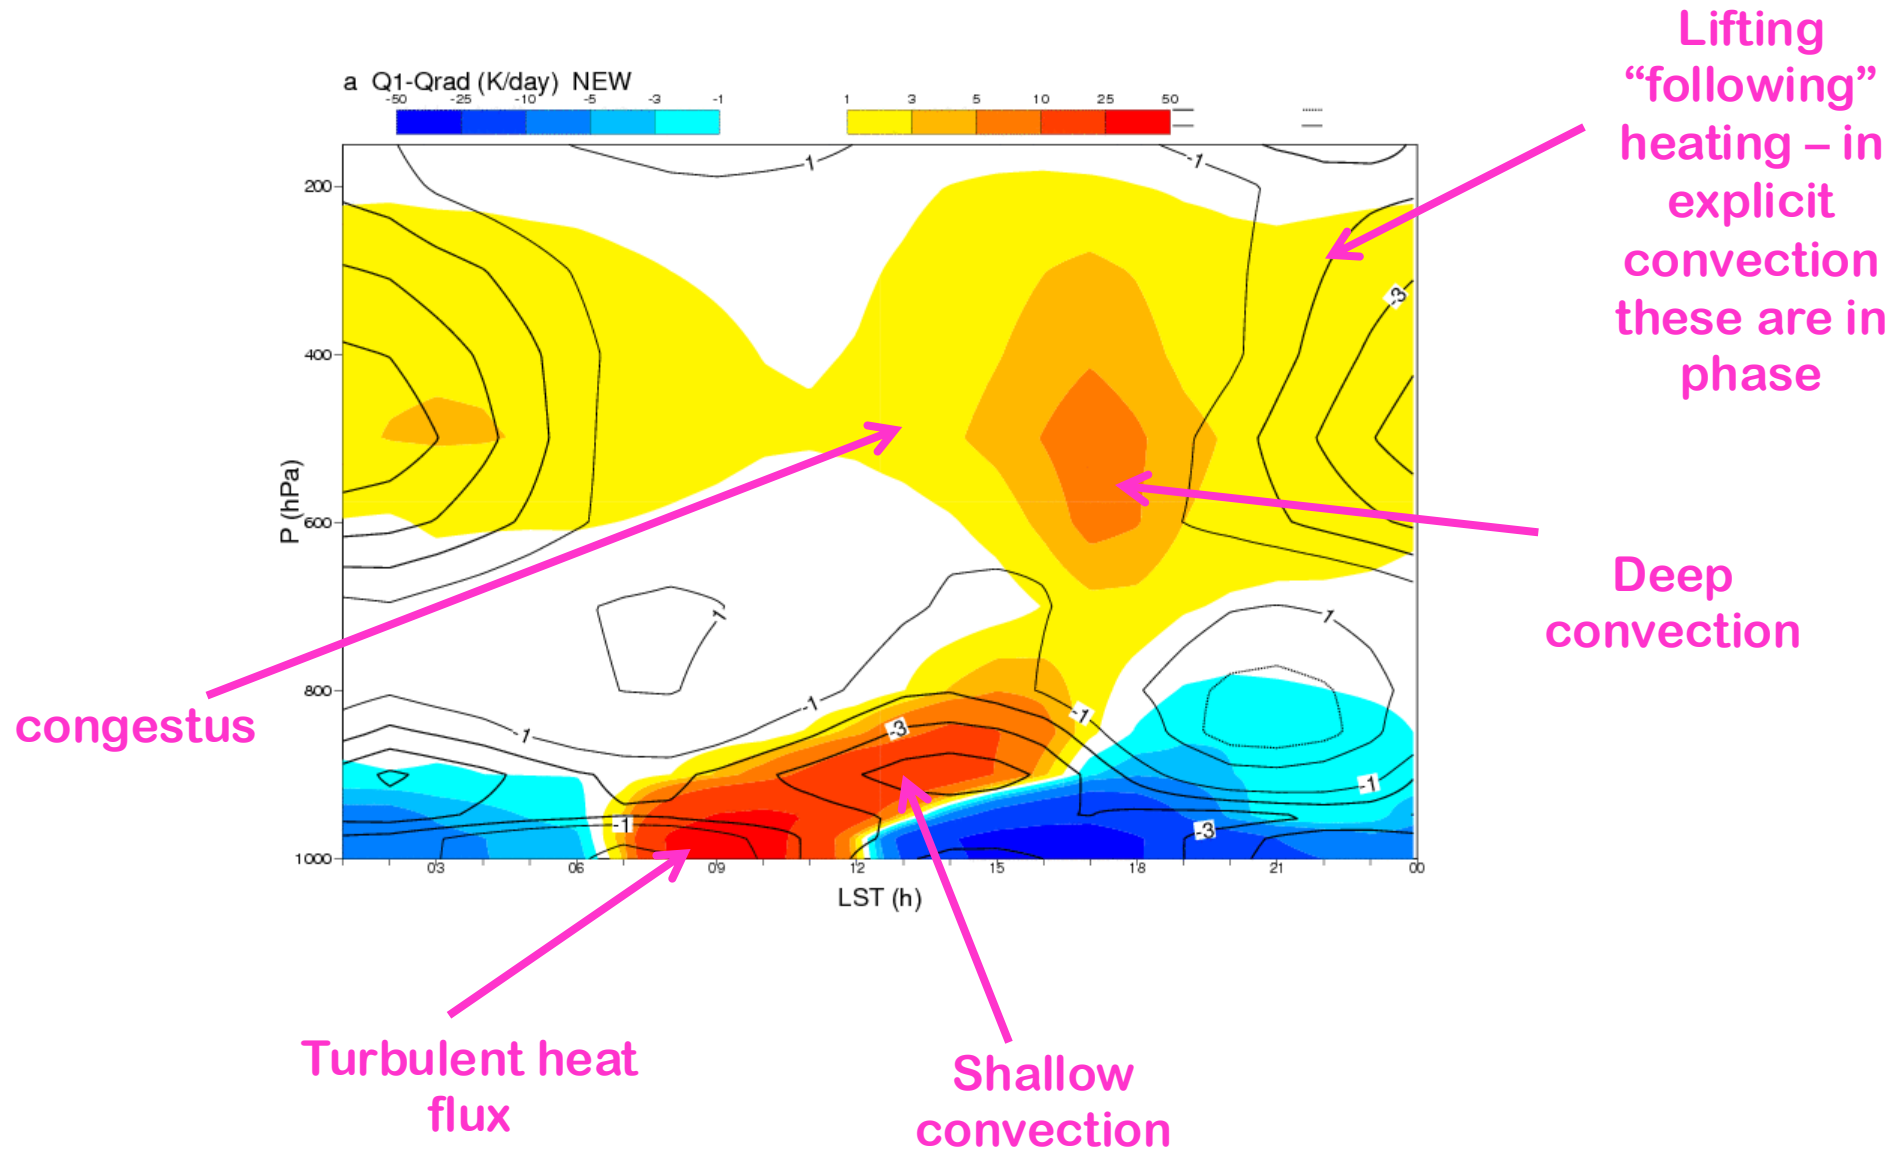 Lifting
“following”
heating – in
explicit
convection
these are in
phase
a Q1-Qrad (K/day) NEW
-50 -25 -10 -5 -3 -1 1 3 5 10 25 50
1
-1
200
400
600
800
1000
P (hPa)
-3
1
1
-1
-1
-3
-1
-1
-1
-3
03 06 09 12 15 18 21 00
LST (h)
congestus
Deep
convection
Turbulent heat
flux
Shallow
convection